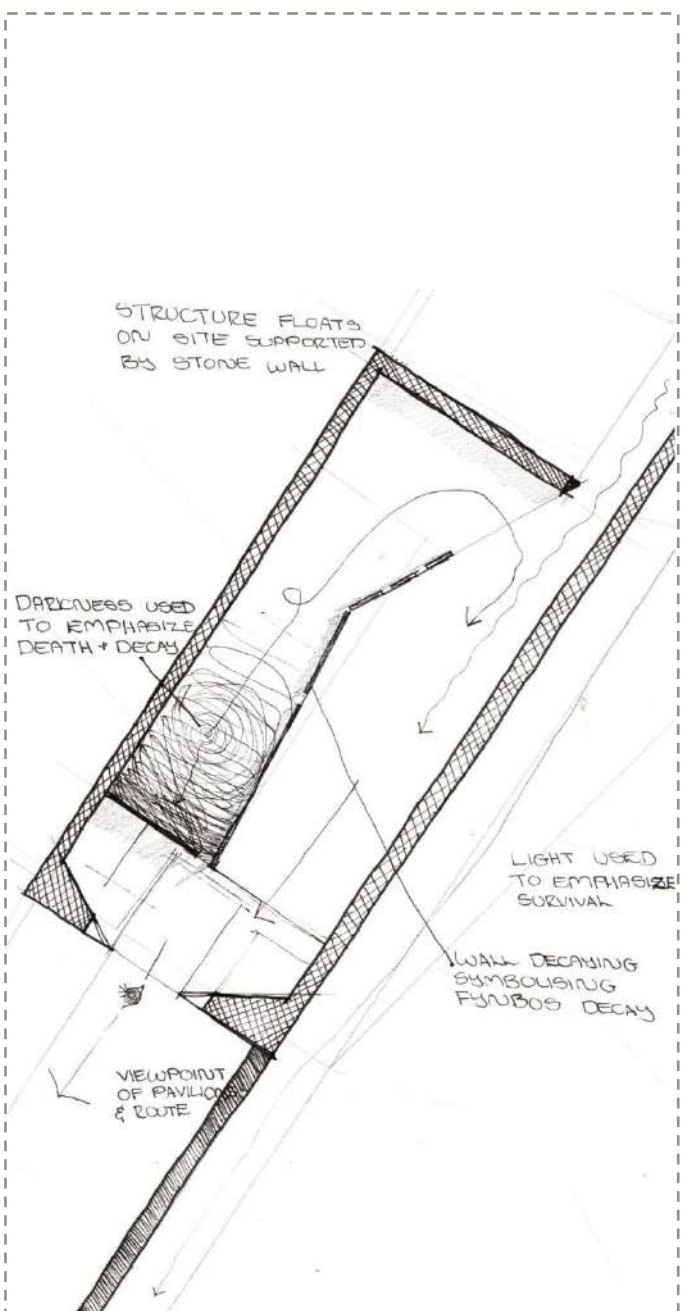 STRUCTURE FLOATS
ON SITE SUPPORTED
BY STONE WALL
DARKNESS USED
TO EMPHASIZE
DEATH & DECAY
LIGHT USED
TO EMPHASIZE
SURVIVAL
WALL DECAYING
SYMBOLISING
FYNBOS DECAY
VIEWPOINT
OF PAVILION
& ROUTE